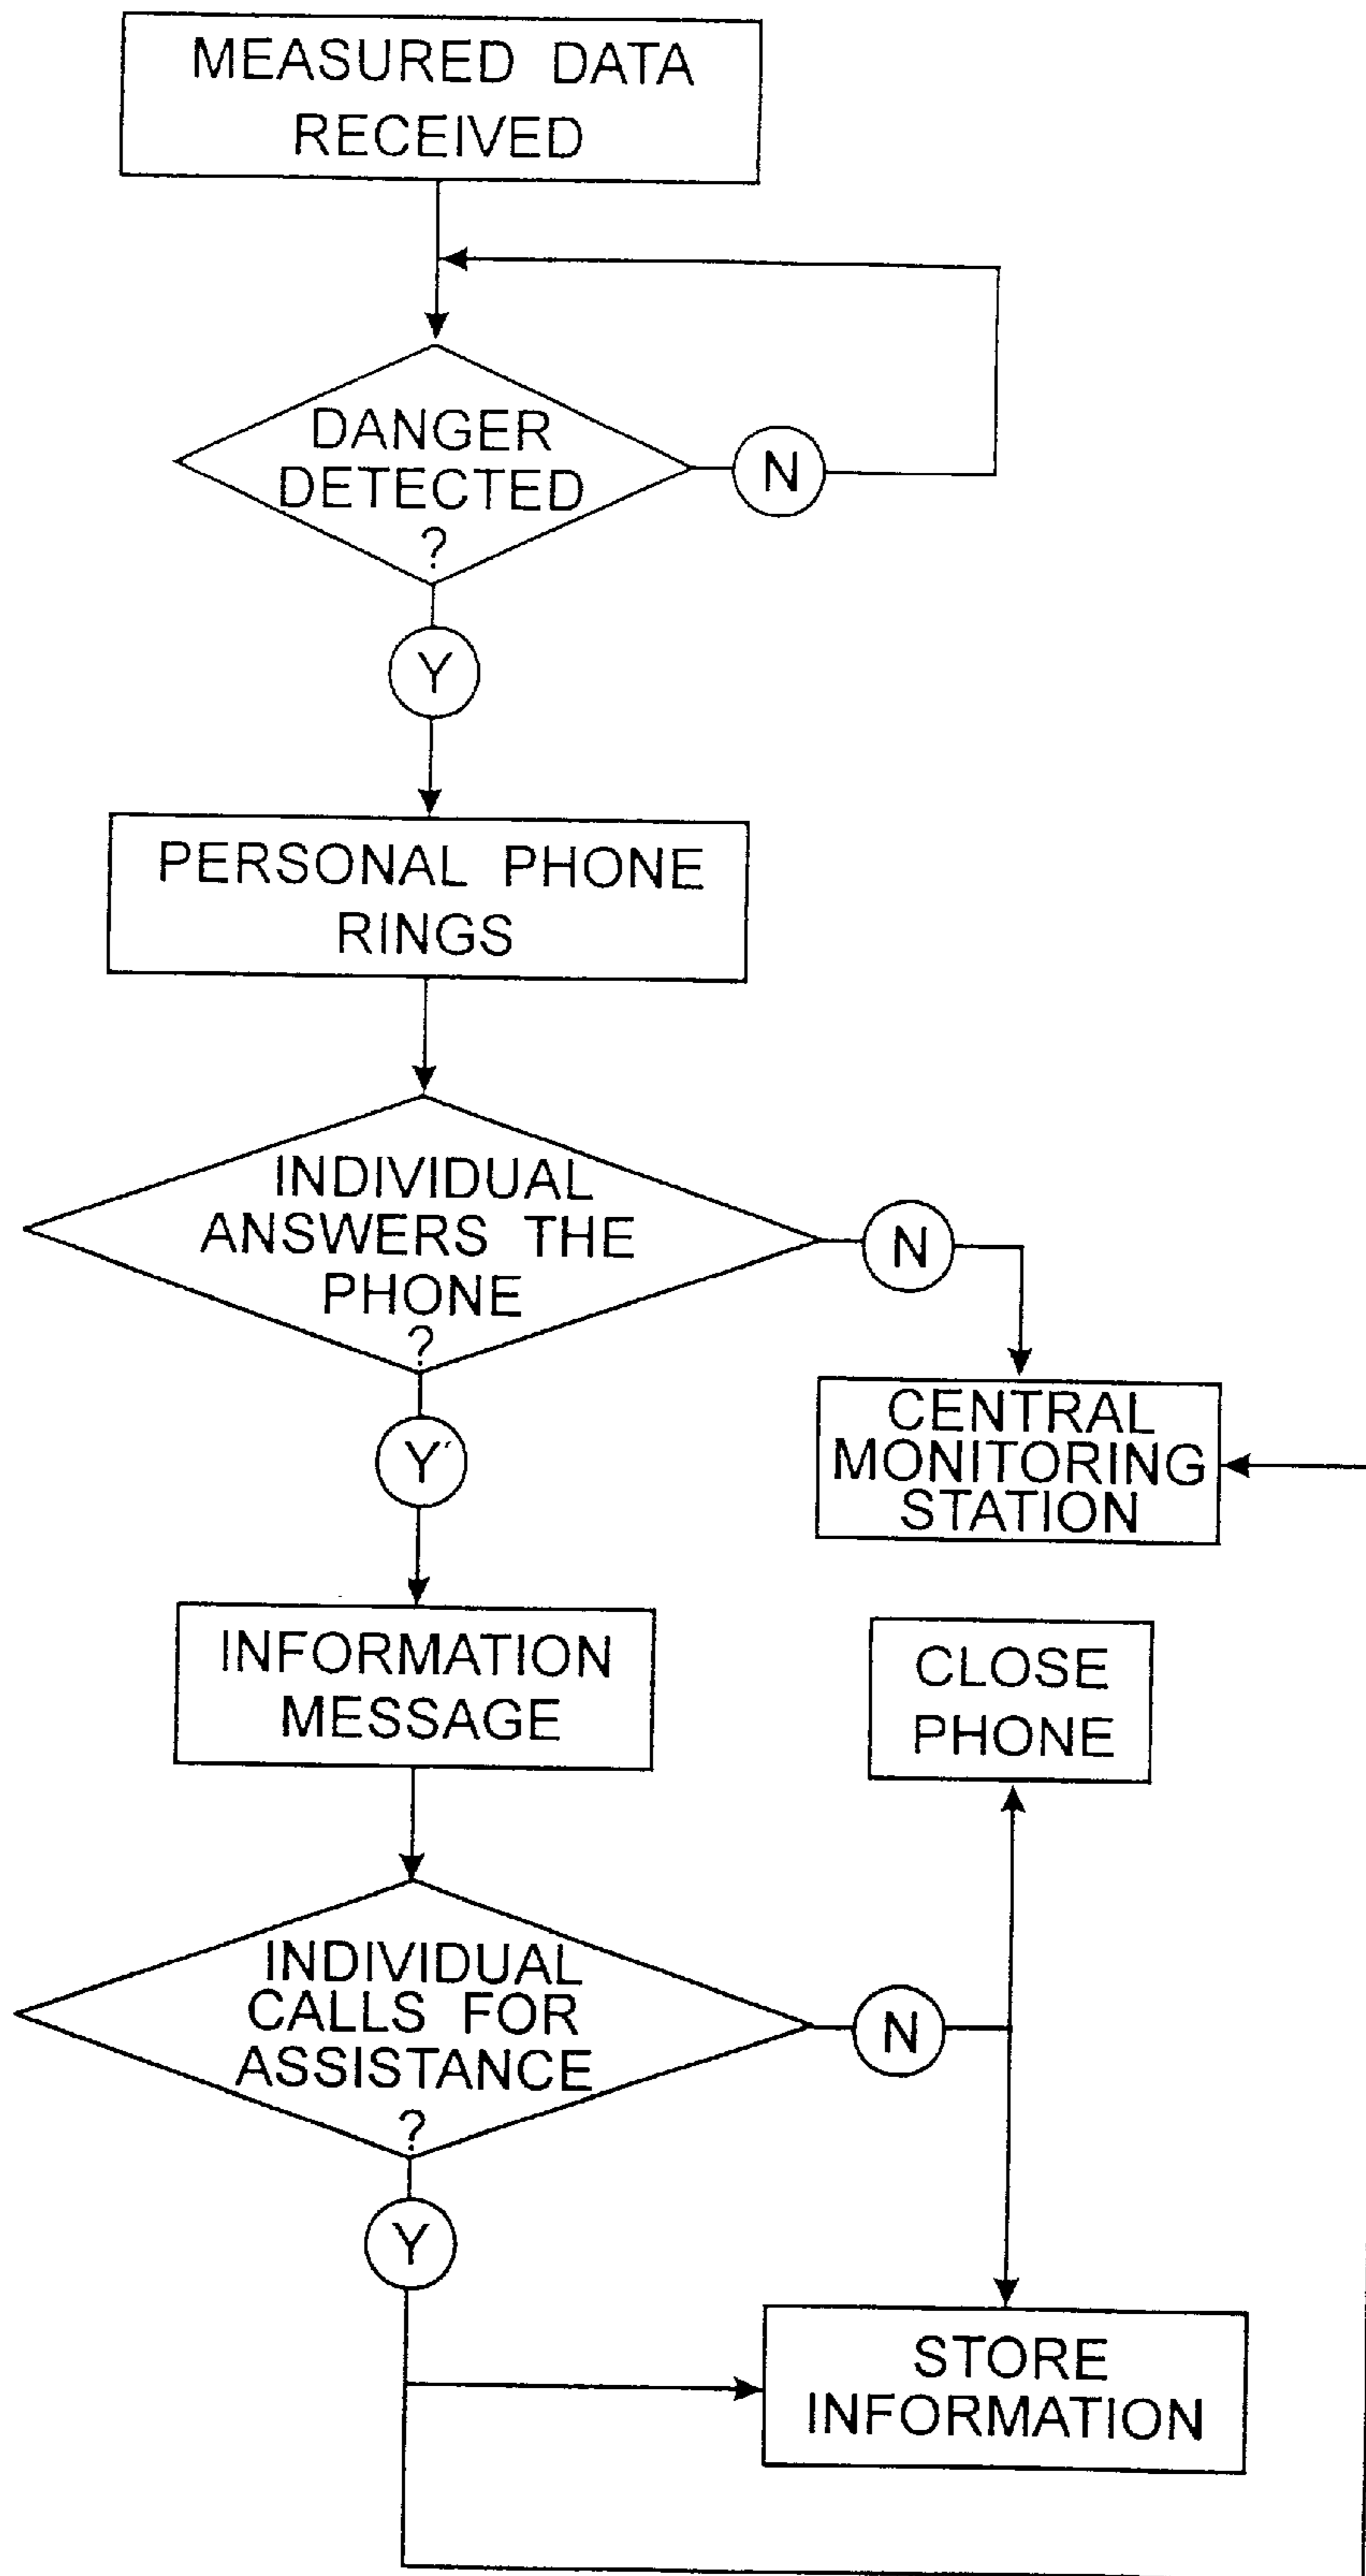 MEASURED DATA
RECEIVED
DANGER
DETECTED
?
N
Y
PERSONAL PHONE
RINGS
INDIVIDUAL
ANSWERS THE
PHONE
?
N
Y
CENTRAL
MONITORING
STATION
INFORMATION
MESSAGE
CLOSE
PHONE
INDIVIDUAL
CALLS FOR
ASSISTANCE
?
N
Y
STORE
INFORMATION